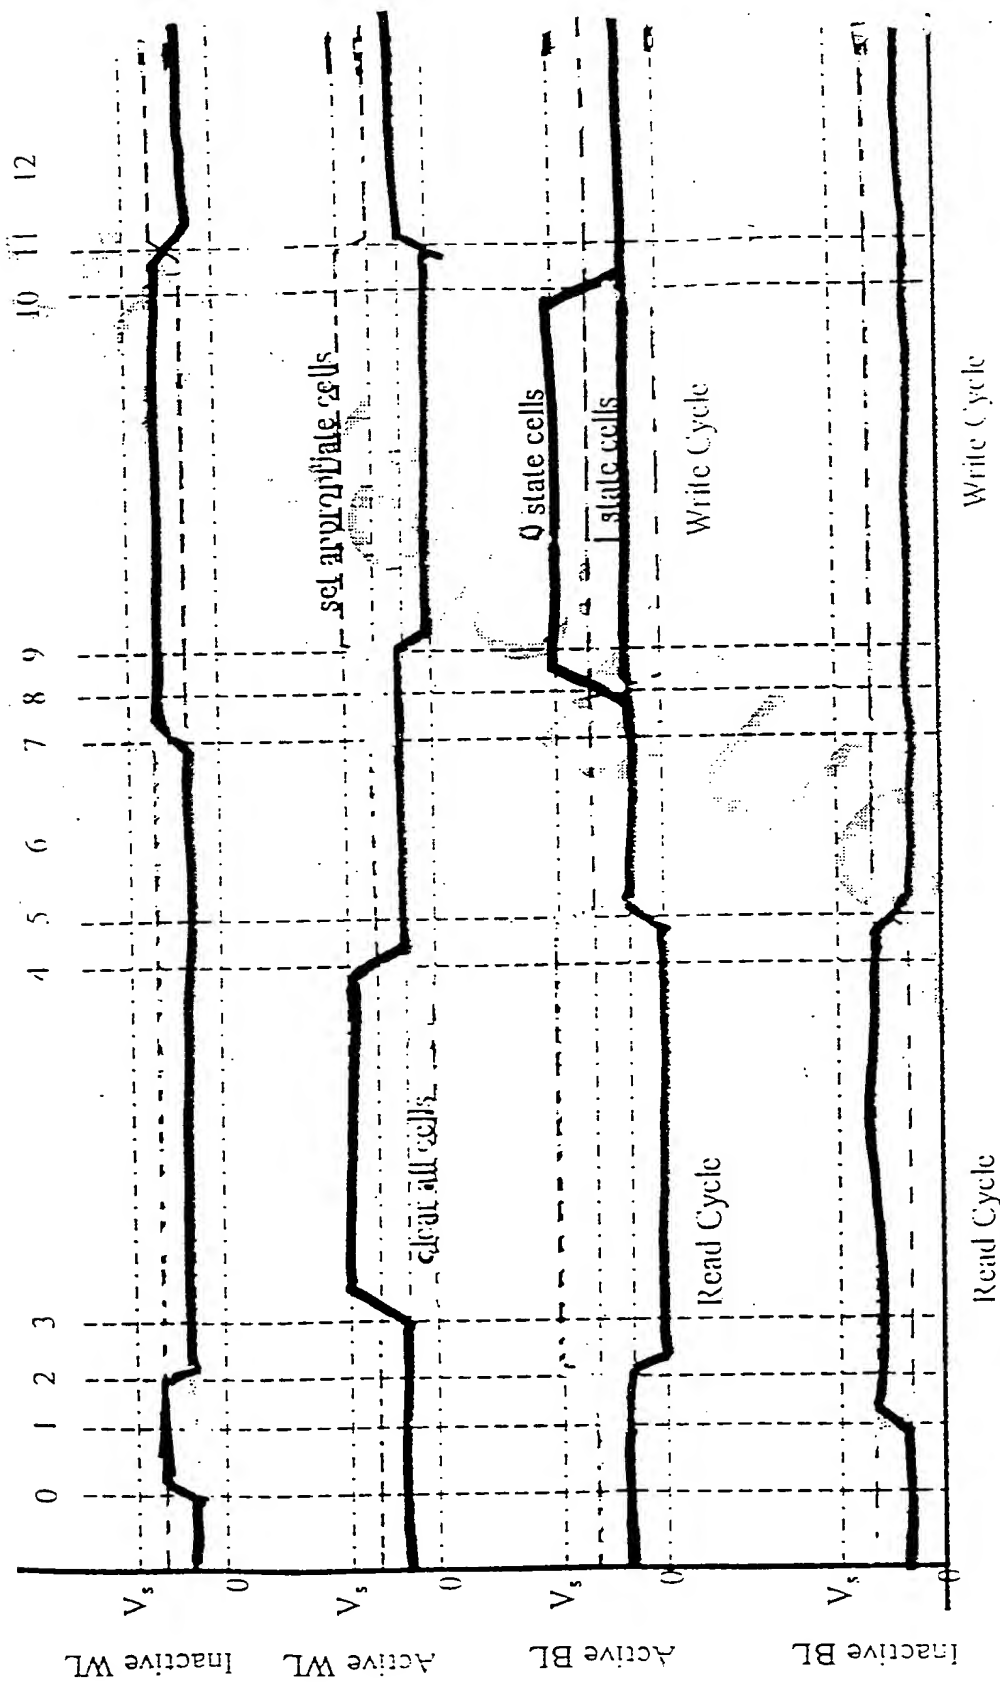 0 1 2 3 4 5 6 7 8 9 10 11 12
Vs
0
Inactive WL
Vs
0
Active WL
clear all cells
set appropriate cells
Vs
0
Active BL
0 state cells
1 state cells
Read Cycle
Write Cycle
Vs
0
Inactive BL
Read Cycle
Write Cycle